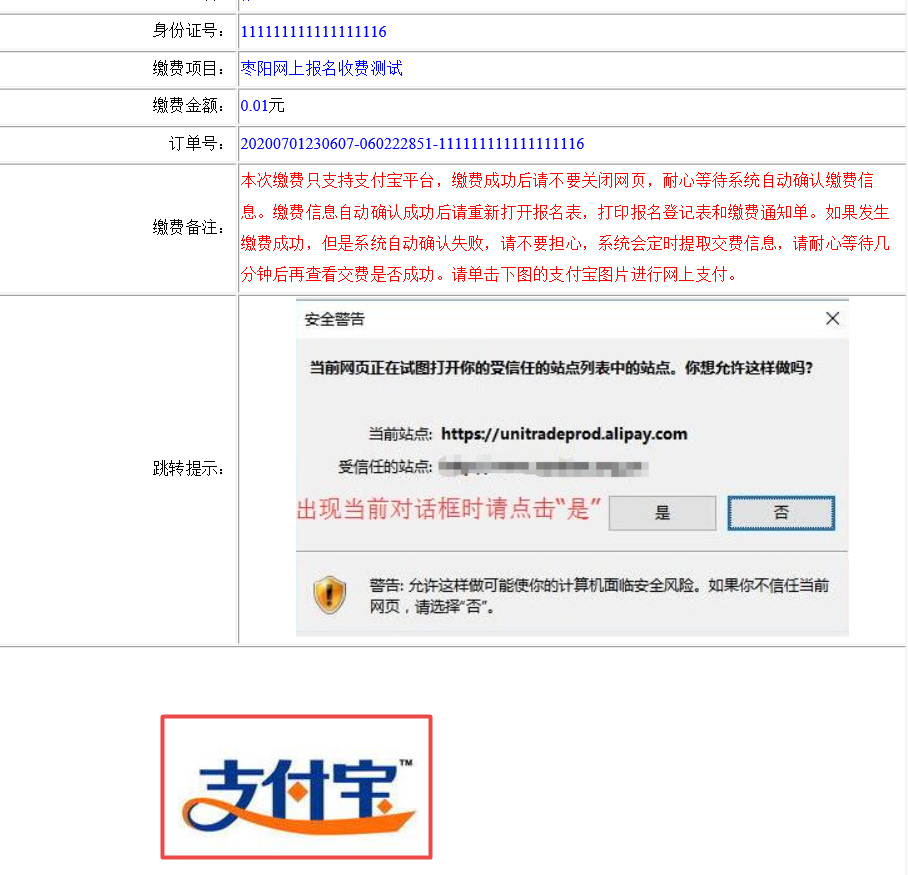 身份证号：
111111111111111116
缴费项目：
枣阳网上报名收费测试
缴费金额：
0.01元
订单号：
20200701230607-060222851-111111111111111116
缴费备注：
本次缴费只支持支付宝平台，缴费成功后请不要关闭网页，耐心等待系统自动确认缴费信
息。缴费信息自动确认成功后请重新打开报名表，打印报名登记表和缴费通知单。如果发生
缴费成功，但是系统自动确认失败，请不要担心，系统会定时提取交费信息，请耐心等待几
分钟后再查看交费是否成功。请单击下图的支付宝图片进行网上支付。
跳转提示：
安全警告
当前网页正在试图打开你的受信任的站点列表中的站点。你想允许这样做吗?
当前站点: https://unitradeprod.alipay.com
受信任的站点:
出现当前对话框时请点击“是”
是
否
警告: 允许这样做可能使你的计算机面临安全风险。如果你不信任当前
网页，请选择“否”。
支付宝™